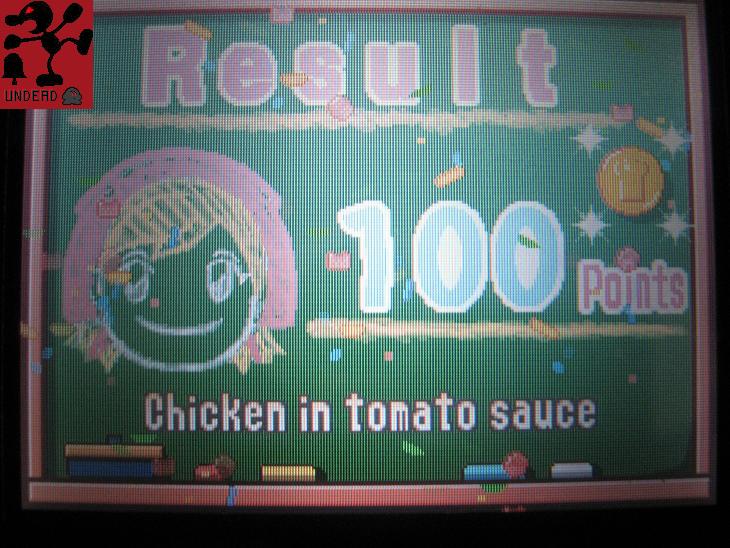 UNDEAD
Result
100
Points
Chicken in tomato sauce